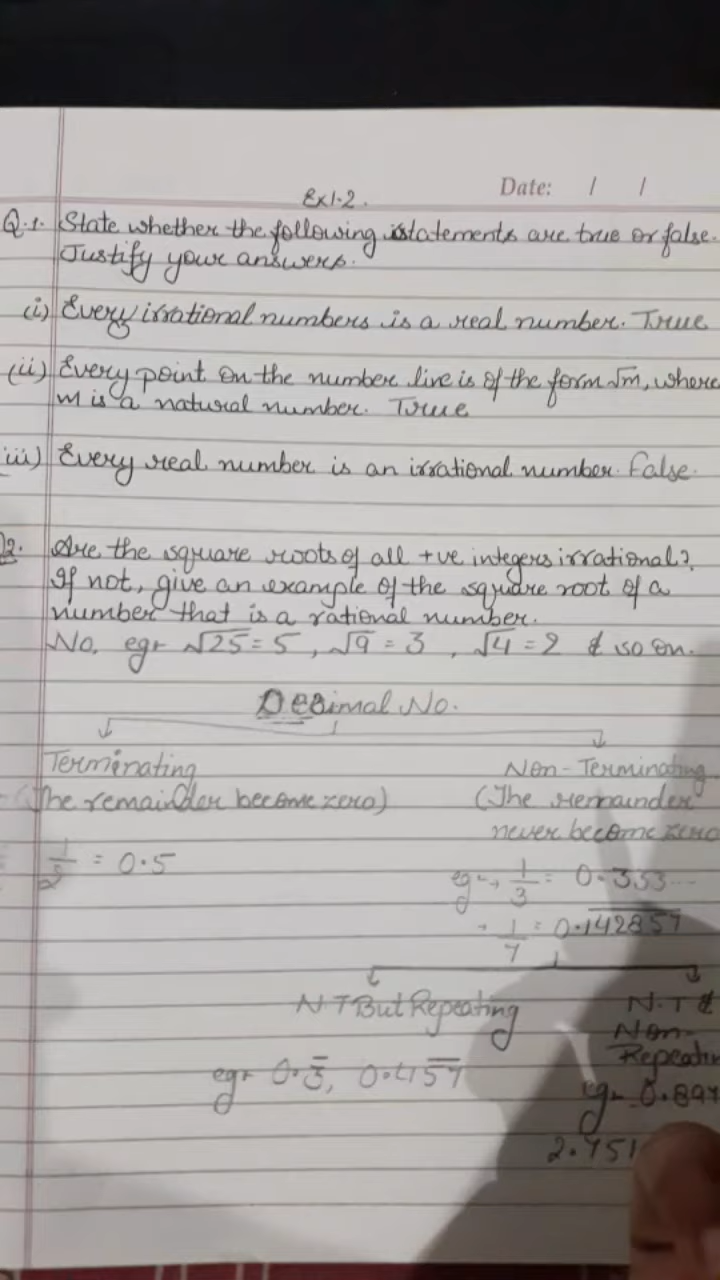 Ex1.2.
Date: / /
Q.1. State whether the following statements are true or false.
Justify your answers.
(i) Every irrational numbers is a real number. True
(ii) Every point on the number line is of the form √m, where
m is a natural number. True
iii) Every real number is an irrational number. False.
Q2. Are the square roots of all +ve integers irrational?
If not, give an example of the square root of a
number that is a rational number.
No, eg- √25 = 5, √9 = 3, √4 = 2 & so on.
Decimal No.
Terminating Non-Terminating
(The remainder become zero) (The remainder
never become zero
1/2 = 0.5
eg → 1/3 = 0.333...
→ 1/7 = 0.1̅4̅2̅8̅5̅7̅
N T But Repeating N.T &
Non-
Repeatin
eg- 0.3̅, 0.45̅7̅
eg- 0.897
2.751